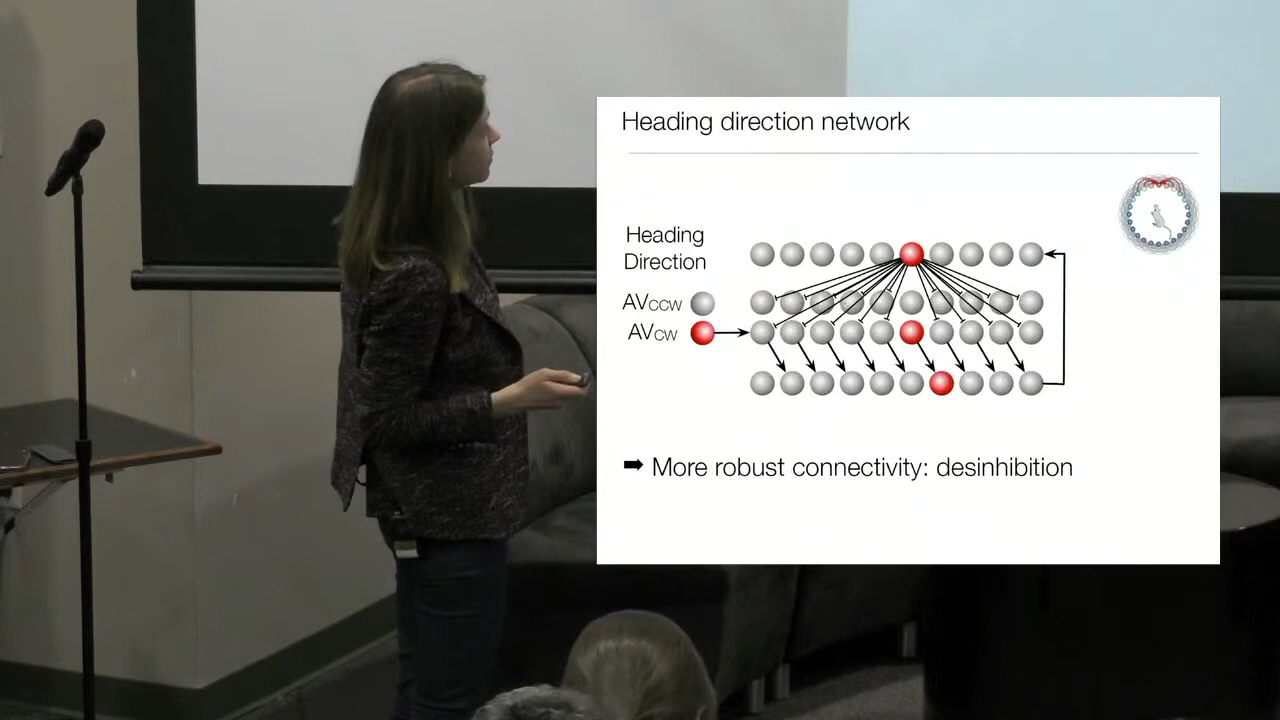 Heading direction network
Heading
Direction
AVCCW
AVCW
➡ More robust connectivity: desinhibition